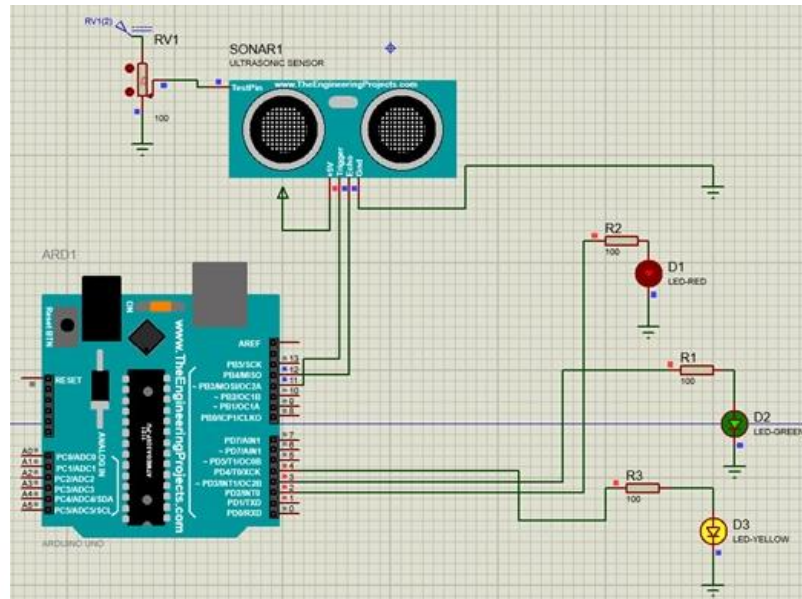 RV1(2)
RV1
100
SONAR1
ULTRASONIC SENSOR
TestPin
www.TheEngineeringProjects.com
+5V
Trigger
Echo
Gnd
R2
100
D1
LED-RED
R1
100
D2
LED-GREEN
R3
100
D3
LED-YELLOW
ARD1
Reset BTN
ON
www.TheEngineeringProjects.com
ANALOG IN
RESET
AREF
PB5/SCK 13
PB4/MISO 12
~ PB3/MOSI/OC2A 11
~ PB2/OC1B 10
~ PB1/OC1A 9
PB0/ICP1/CLKO 8
PD7/AIN1 7
~ PD7/AIN1 6
~ PD5/T1/OC0B 5
PD4/T0/XCK 4
~ PD3/INT1/OC2B 3
PD2/INT0 2
PD1/TXD 1
PD0/RXD 0
A0 PC0/ADC0
A1 PC1/ADC1
A2 PC2/ADC2
A3 PC3/ADC3
A4 PC4/ADC4/SDA
A5 PC5/ADC5/SCL
ARDUINO UNO